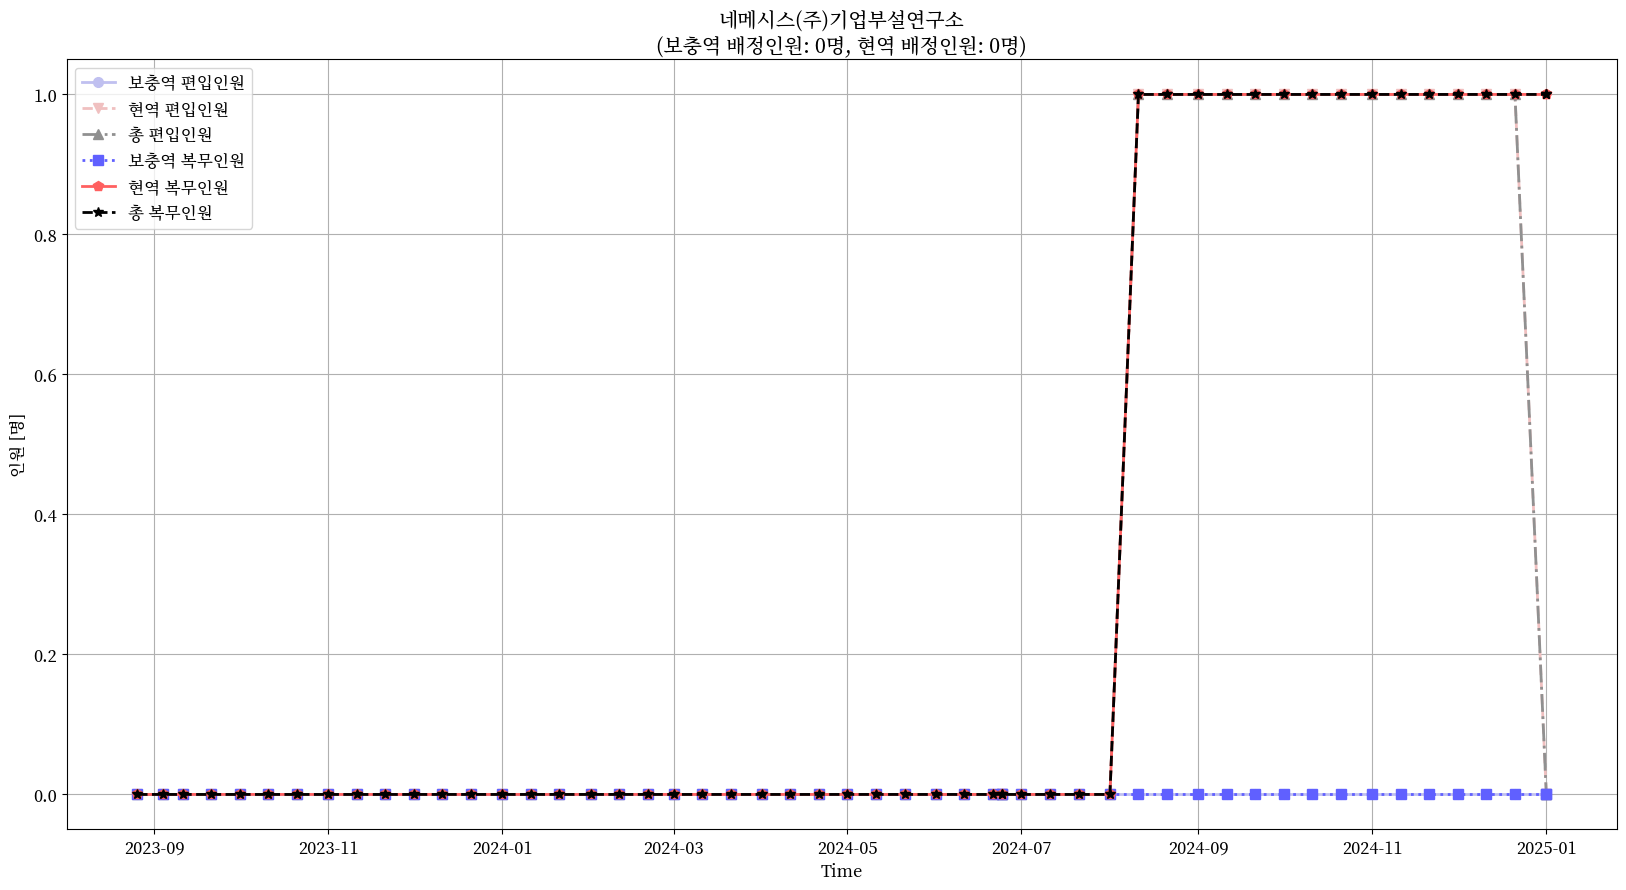 네메시스(주)기업부설연구소
(보충역 배정인원: 0명, 현역 배정인원: 0명)
보충역 편입인원
현역 편입인원
총 편입인원
보충역 복무인원
현역 복무인원
총 복무인원
1.0
0.8
0.6
0.4
0.2
0.0
인원 [명]
2023-09
2023-11
2024-01
2024-03
2024-05
2024-07
2024-09
2024-11
2025-01
Time